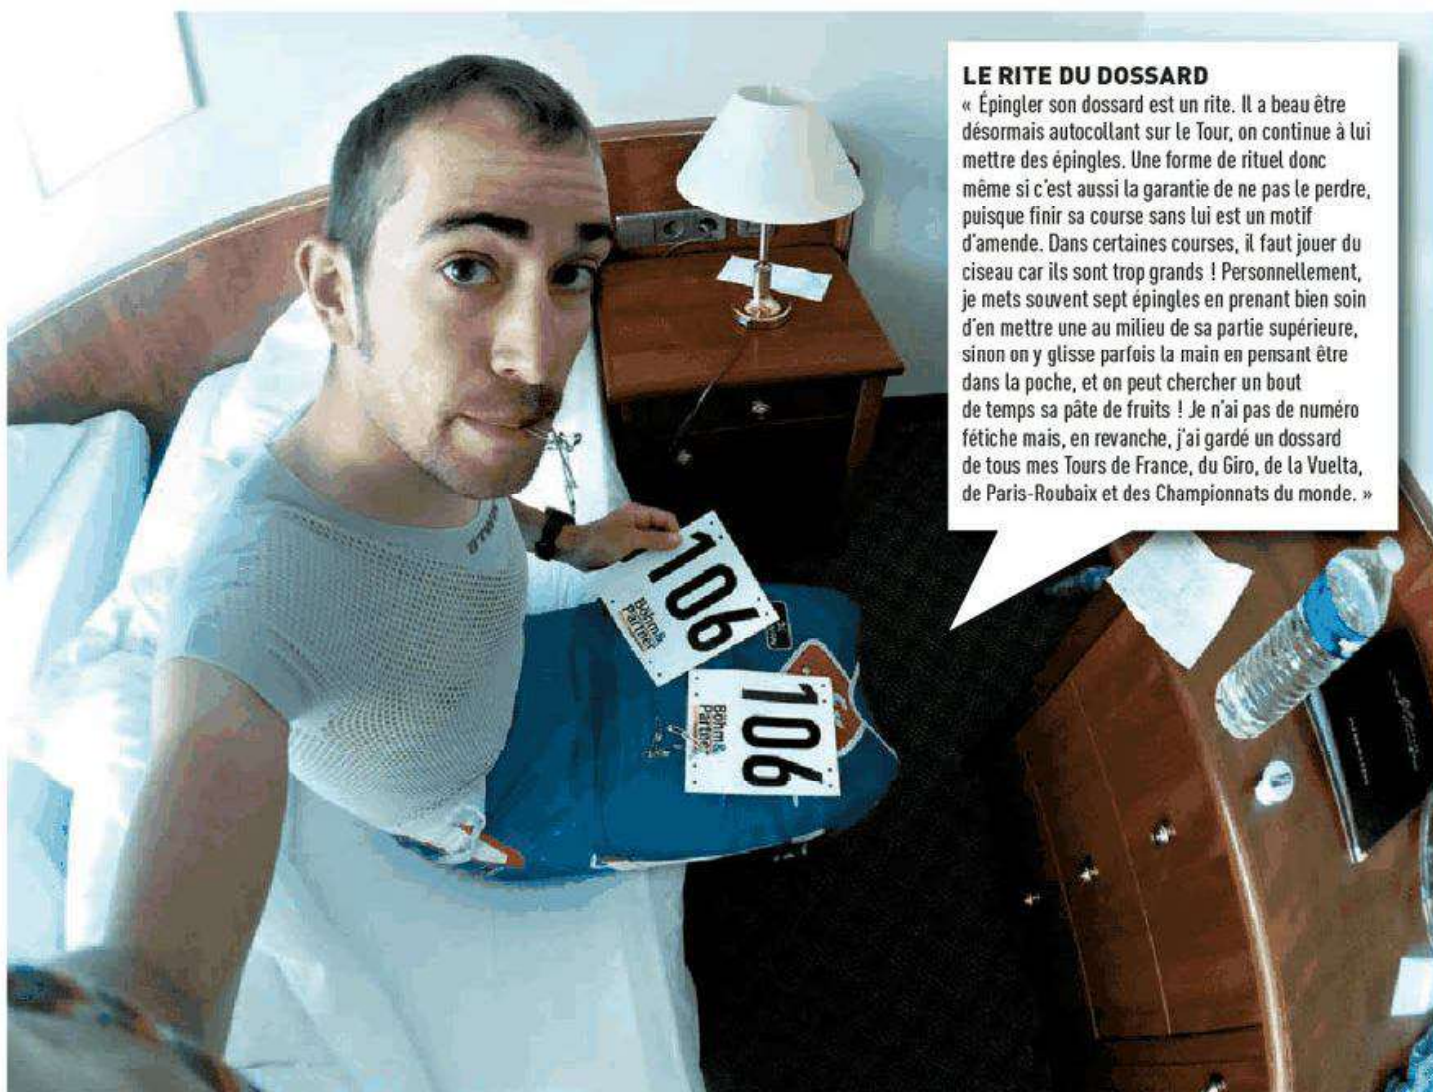 LE RITE DU DOSSARD
« Épingler son dossard est un rite. Il a beau être
désormais autocollant sur le Tour, on continue à lui
mettre des épingles. Une forme de rituel donc
même si c'est aussi la garantie de ne pas le perdre,
puisque finir sa course sans lui est un motif
d'amende. Dans certaines courses, il faut jouer du
ciseau car ils sont trop grands ! Personnellement,
je mets souvent sept épingles en prenant bien soin
d'en mettre une au milieu de sa partie supérieure,
sinon on y glisse parfois la main en pensant être
dans la poche, et on peut chercher un bout
de temps sa pâte de fruits ! Je n'ai pas de numéro
fétiche mais, en revanche, j'ai gardé un dossard
de tous mes Tours de France, du Giro, de la Vuelta,
de Paris-Roubaix et des Championnats du monde. »
106
Böhm&
Partner
106
Böhm&
Partner